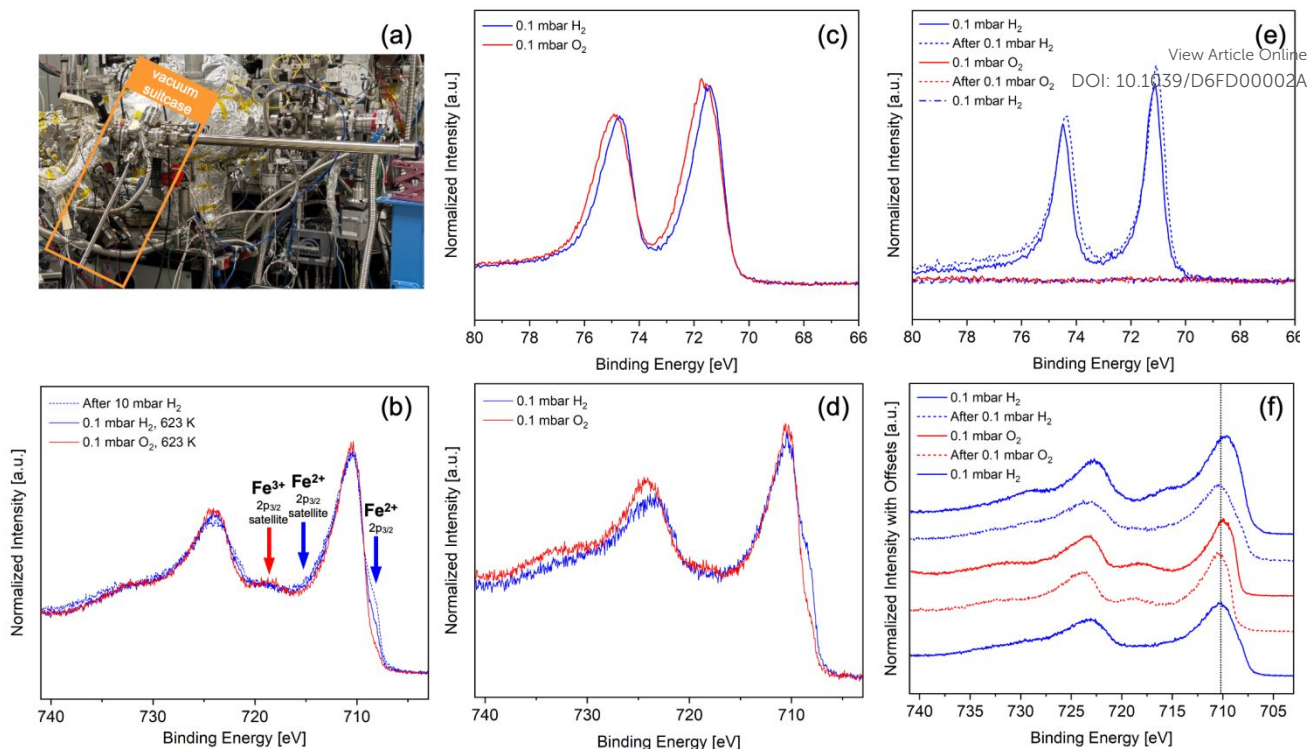 (a)
vacuum
suitcase
(c)
0.1 mbar H₂
0.1 mbar O₂
Normalized Intensity [a.u.]
80 78 76 74 72 70 68 66
Binding Energy [eV]
(e)
0.1 mbar H₂
After 0.1 mbar H₂
0.1 mbar O₂
After 0.1 mbar O₂
0.1 mbar H₂
View Article Online
DOI: 10.1039/D6FD00002A
Normalized Intensity [a.u.]
80 78 76 74 72 70 68 66
Binding Energy [eV]
(b)
After 10 mbar H₂
0.1 mbar H₂, 623 K
0.1 mbar O₂, 623 K
Fe³⁺
2p₃/₂
satellite
Fe²⁺
2p₃/₂
satellite
Fe²⁺
2p₃/₂
Normalized Intensity [a.u.]
740 730 720 710
Binding Energy [eV]
(d)
0.1 mbar H₂
0.1 mbar O₂
Normalized Intensity [a.u.]
740 730 720 710
Binding Energy [eV]
(f)
0.1 mbar H₂
After 0.1 mbar H₂
0.1 mbar O₂
After 0.1 mbar O₂
0.1 mbar H₂
Normalized Intensity with Offsets [a.u.]
740 735 730 725 720 715 710 705
Binding Energy [eV]